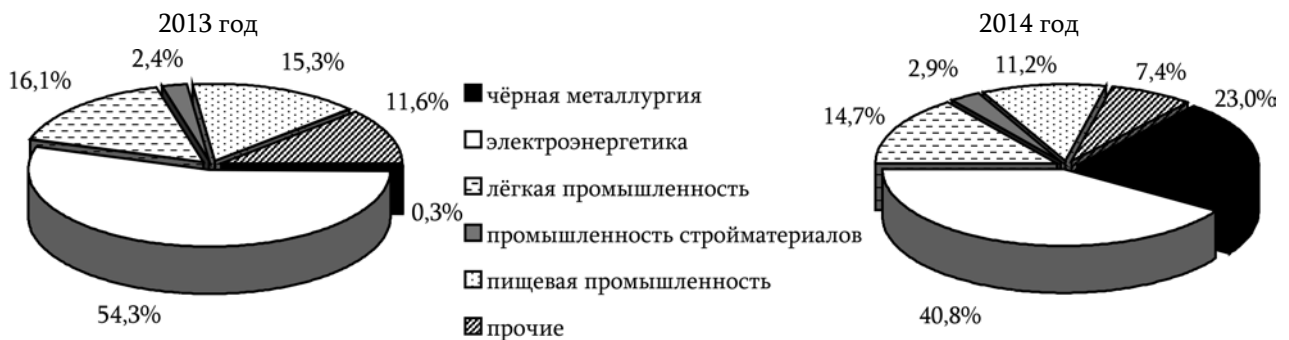 2013 год
2,4%
15,3%
16,1%
11,6%
0,3%
54,3%
чёрная металлургия
электроэнергетика
лёгкая промышленность
промышленность стройматериалов
пищевая промышленность
прочие
2014 год
2,9%
11,2%
7,4%
23,0%
14,7%
40,8%